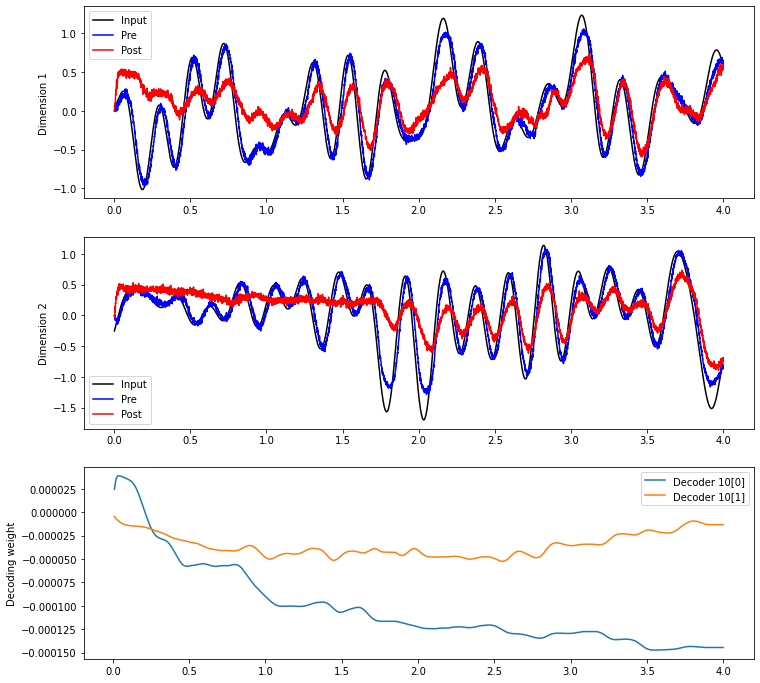 Dimension 1
1.0
0.5
0.0
−0.5
−1.0
Input
Pre
Post
0.0 0.5 1.0 1.5 2.0 2.5 3.0 3.5 4.0
Dimension 2
1.0
0.5
0.0
−0.5
−1.0
−1.5
Input
Pre
Post
0.0 0.5 1.0 1.5 2.0 2.5 3.0 3.5 4.0
Decoding weight
0.000025
0.000000
−0.000025
−0.000050
−0.000075
−0.000100
−0.000125
−0.000150
Decoder 10[0]
Decoder 10[1]
0.0 0.5 1.0 1.5 2.0 2.5 3.0 3.5 4.0